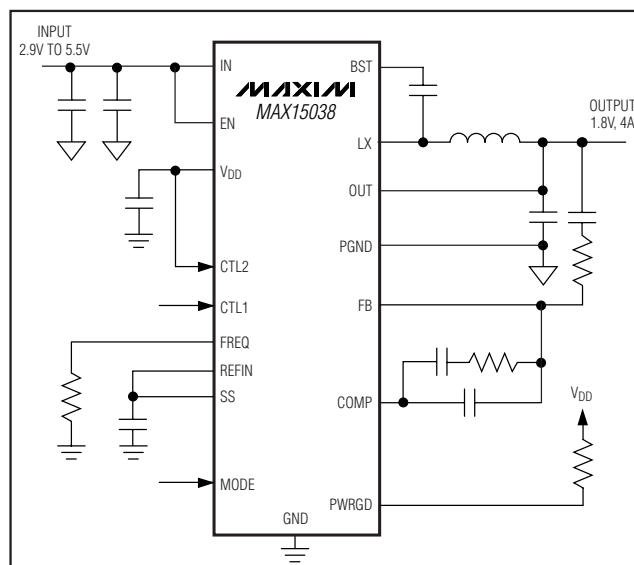 INPUT
2.9V TO 5.5V
IN
EN
VDD
CTL2
CTL1
FREQ
REFIN
SS
MODE
GND
MAXIM
MAX15038
BST
LX
OUT
PGND
FB
COMP
PWRGD
OUTPUT
1.8V, 4A
VDD